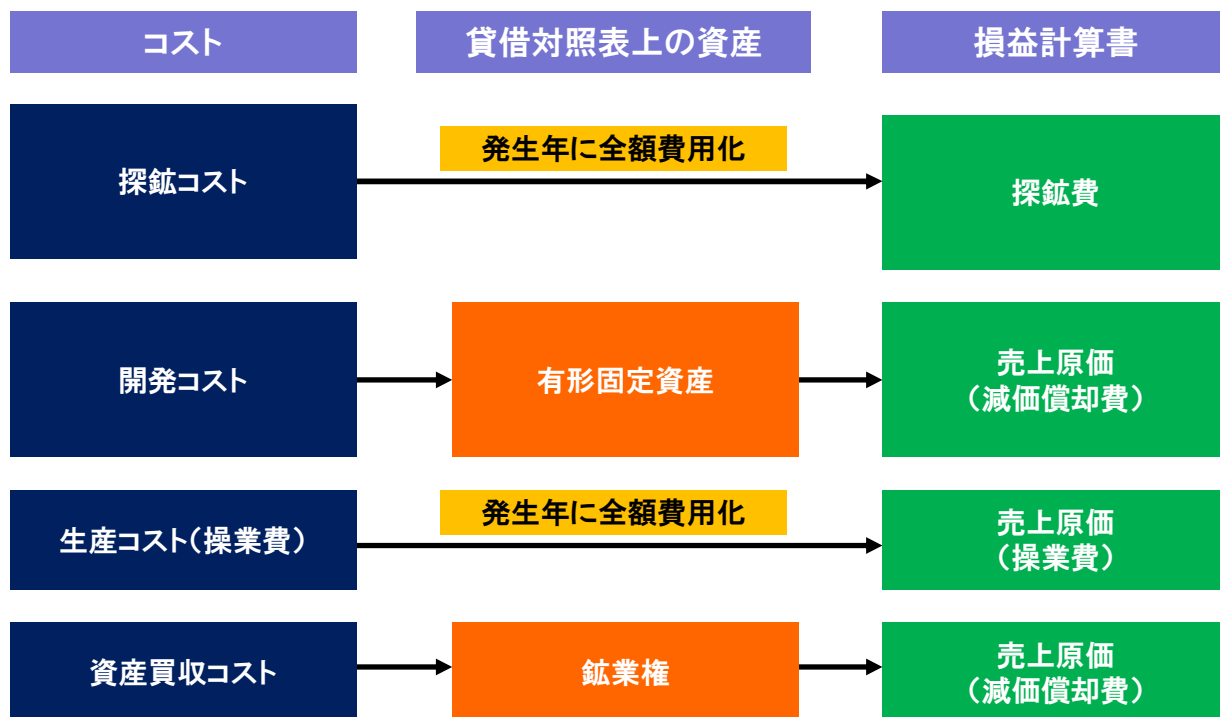 コスト
貸借対照表上の資産
損益計算書
探鉱コスト
発生年に全額費用化
探鉱費
開発コスト
有形固定資産
売上原価
（減価償却費）
生産コスト（操業費）
発生年に全額費用化
売上原価
（操業費）
資産買収コスト
鉱業権
売上原価
（減価償却費）